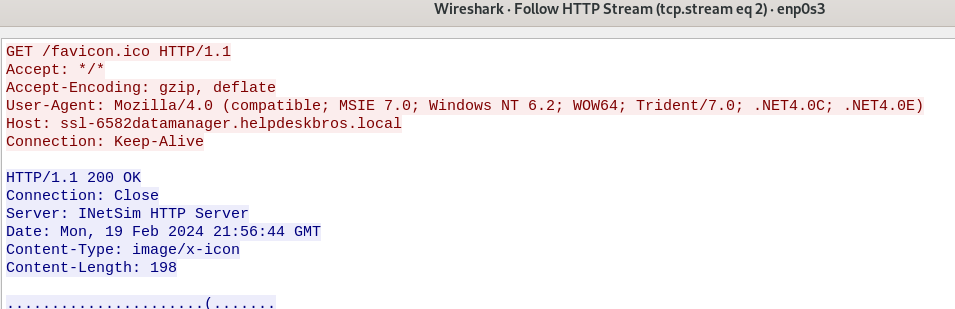 Wireshark · Follow HTTP Stream (tcp.stream eq 2) · enp0s3
GET /favicon.ico HTTP/1.1
Accept: */*
Accept-Encoding: gzip, deflate
User-Agent: Mozilla/4.0 (compatible; MSIE 7.0; Windows NT 6.2; WOW64; Trident/7.0; .NET4.0C; .NET4.0E)
Host: ssl-6582datamanager.helpdeskbros.local
Connection: Keep-Alive
HTTP/1.1 200 OK
Connection: Close
Server: INetSim HTTP Server
Date: Mon, 19 Feb 2024 21:56:44 GMT
Content-Type: image/x-icon
Content-Length: 198
......................(.......